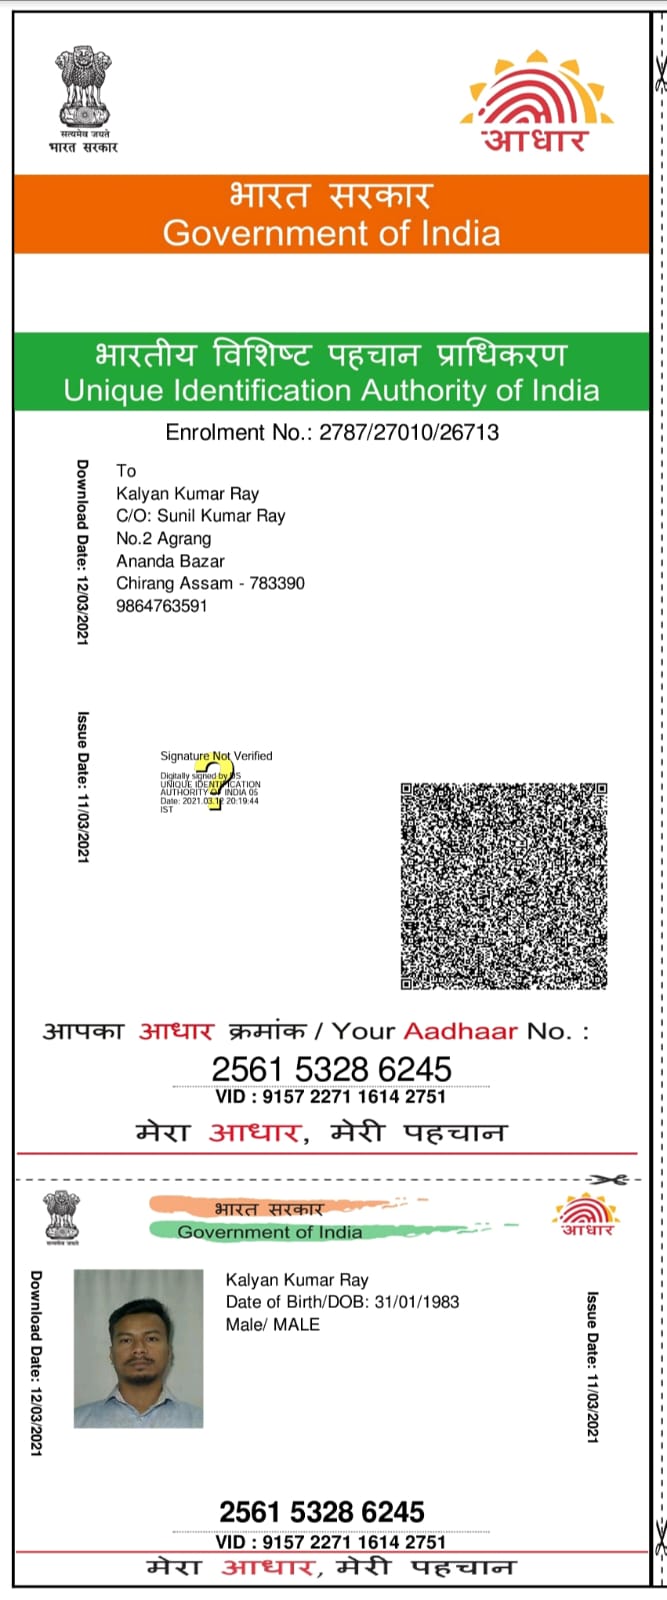 सत्यमेव जयते
भारत सरकार
आधार
भारत सरकार
Government of India
भारतीय विशिष्ट पहचान प्राधिकरण
Unique Identification Authority of India
Enrolment No.: 2787/27010/26713
Download Date: 12/03/2021
To
Kalyan Kumar Ray
C/O: Sunil Kumar Ray
No.2 Agrang
Ananda Bazar
Chirang Assam - 783390
9864763591
Issue Date: 11/03/2021
Signature Not Verified
Digitally signed by DS
UNIQUE IDENTIFICATION
AUTHORITY OF INDIA 05
Date: 2021.03.12 20:19:44
IST
आपका आधार क्रमांक / Your Aadhaar No. :
2561 5328 6245
VID : 9157 2271 1614 2751
मेरा आधार, मेरी पहचान
सत्यमेव जयते
भारत सरकार
Government of India
आधार
Download Date: 12/03/2021
Kalyan Kumar Ray
Date of Birth/DOB: 31/01/1983
Male/ MALE
Issue Date: 11/03/2021
2561 5328 6245
VID : 9157 2271 1614 2751
मेरा आधार, मेरी पहचान